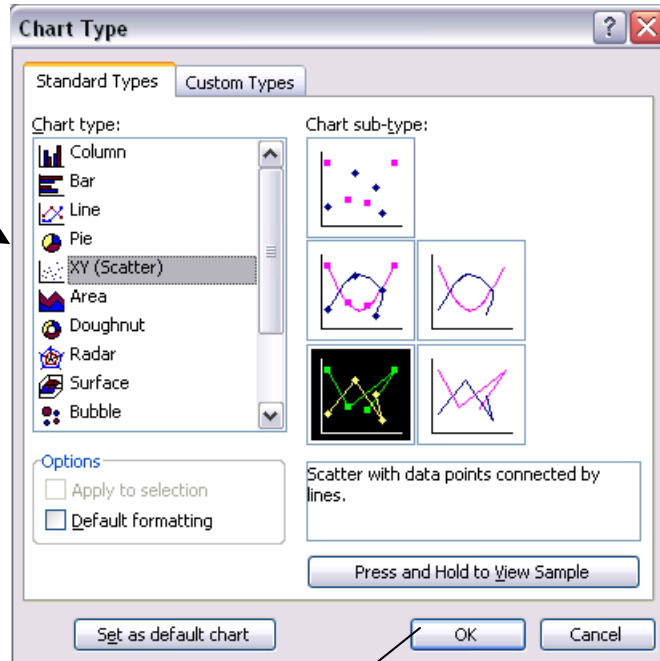 Chart Type
?
X
Standard Types
Custom Types
Chart type:
Column
Bar
Line
Pie
XY (Scatter)
Area
Doughnut
Radar
Surface
Bubble
Chart sub-type:
Options
Apply to selection
Default formatting
Scatter with data points connected by
lines.
Press and Hold to View Sample
Set as default chart
OK
Cancel